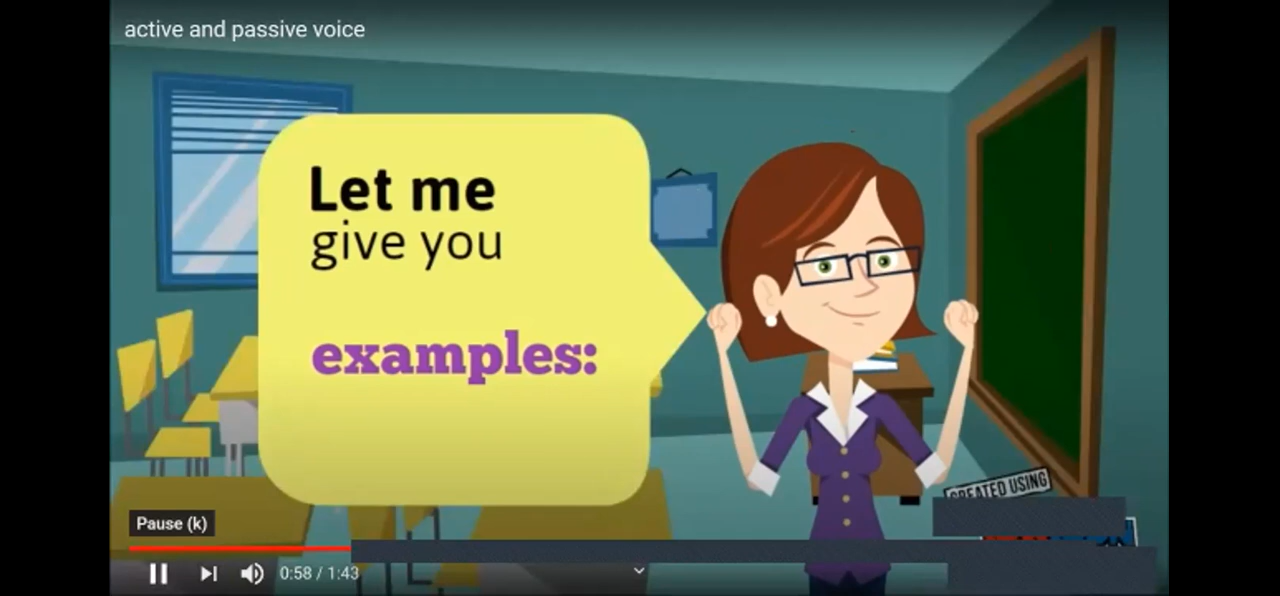 active and passive voice
Let me
give you
examples:
CREATED USING
Pause (k)
0:58 / 1:43